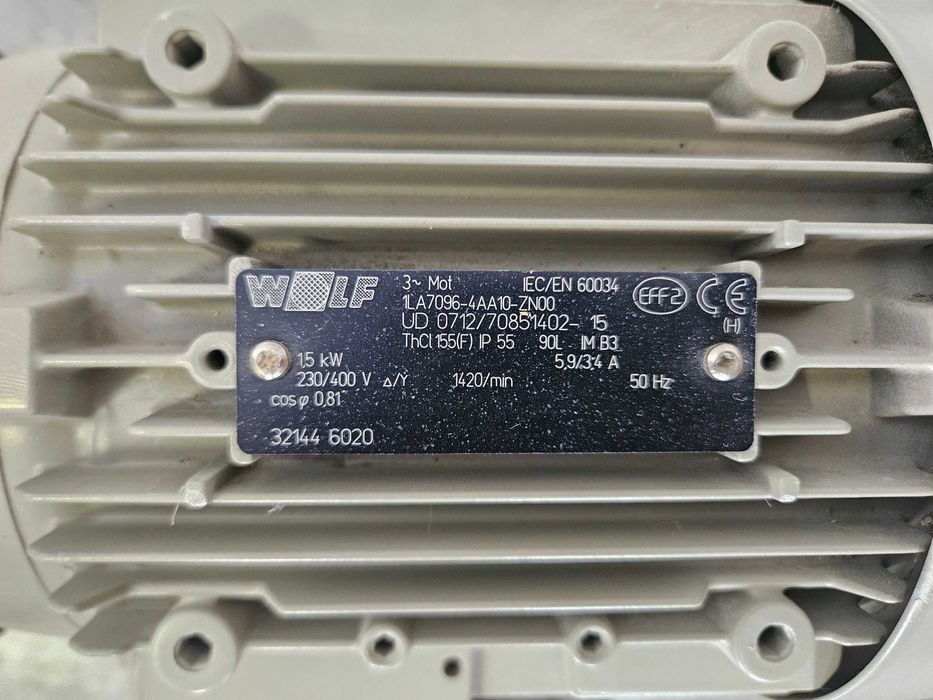 WOLF
3~ Mot IEC/EN 60034
1LA7096-4AA10-ZN00
UD 0712/70851402- 15
ThCl.155(F) IP 55 90L IM B3
EFF2 CE
(H)
1,5 kW 5,9/3,4 A
230/400 V △/Y 1420/min 50 Hz
cos φ 0,81
32144 6020